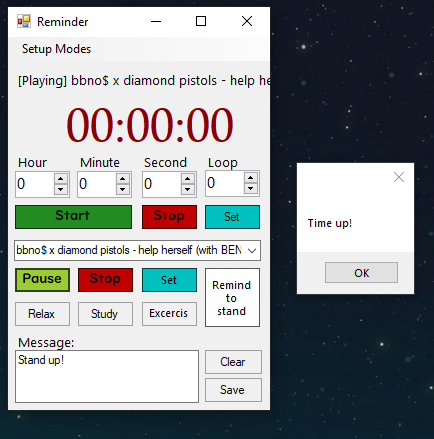 Reminder
Setup Modes
[Playing] bbno$ x diamond pistols - help he
00:00:00
Hour Minute Second Loop
0 0 0 0
Start Stop Set
Time up!
OK
bbno$ x diamond pistols - help herself (with BEN
Pause Stop Set Remind to stand
Relax Study Excercis
Message:
Stand up!
Clear
Save